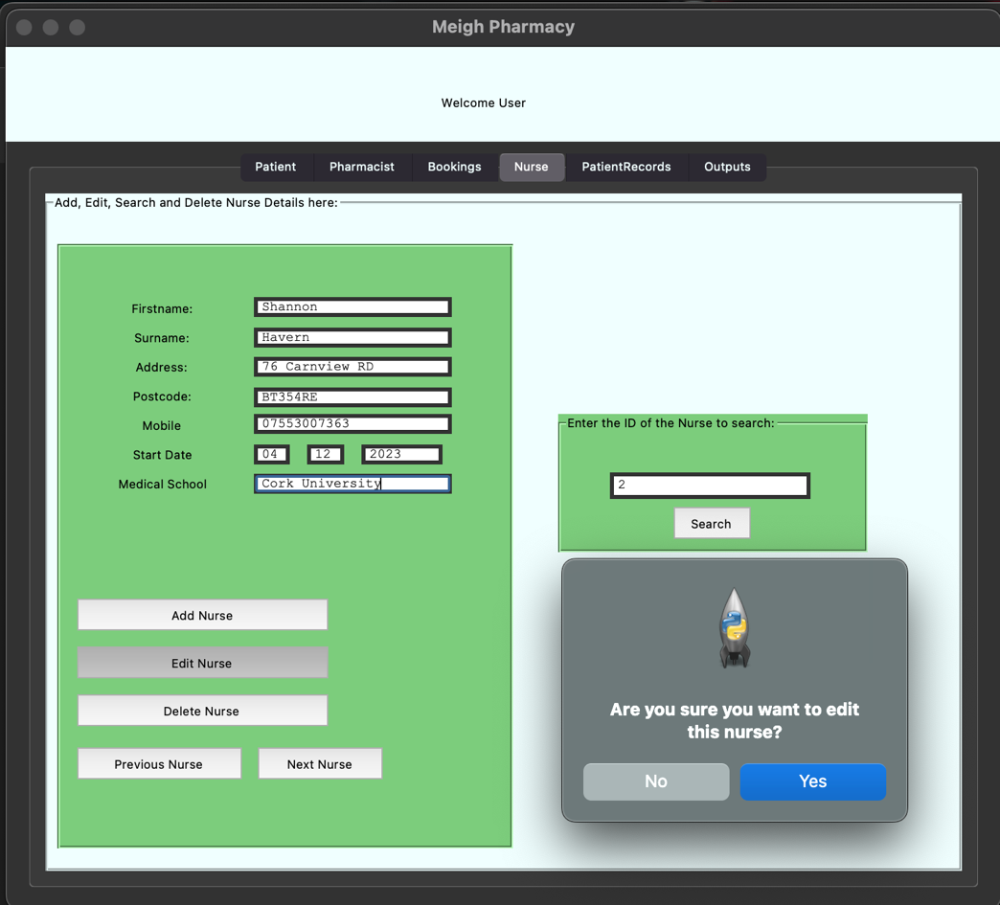 Meigh Pharmacy
Welcome User
Patient Pharmacist Bookings Nurse PatientRecords Outputs
Add, Edit, Search and Delete Nurse Details here:
Firstname: Shannon
Surname: Havern
Address: 76 Carnview RD
Postcode: BT354RE
Mobile 07553007363
Start Date 04 12 2023
Medical School Cork University
Add Nurse
Edit Nurse
Delete Nurse
Previous Nurse Next Nurse
Enter the ID of the Nurse to search:
2
Search
Are you sure you want to edit
this nurse?
No Yes